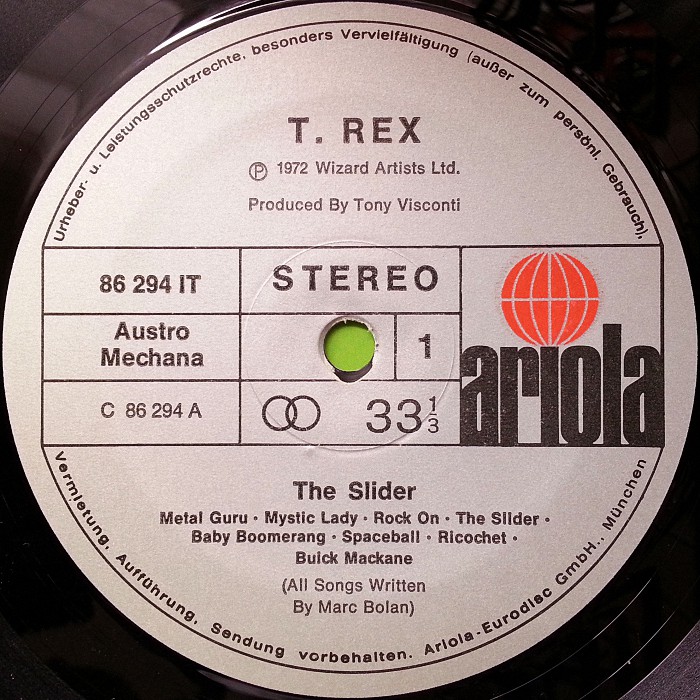 Urheber- u. Leistungsschutzrechte, besonders Vervielfältigung (außer zum persönl. Gebrauch),
T. REX
Ⓟ 1972 Wizard Artists Ltd.
Produced By Tony Visconti
86 294 IT
STEREO
Austro
Mechana
1
C 86 294 A
33 1/3
ariola
The Slider
Metal Guru · Mystic Lady · Rock On · The Slider ·
Baby Boomerang · Spaceball · Ricochet ·
Buick Mackane
(All Songs Written
By Marc Bolan)
Vermietung, Aufführung, Sendung vorbehalten. Ariola-Eurodisc GmbH., München